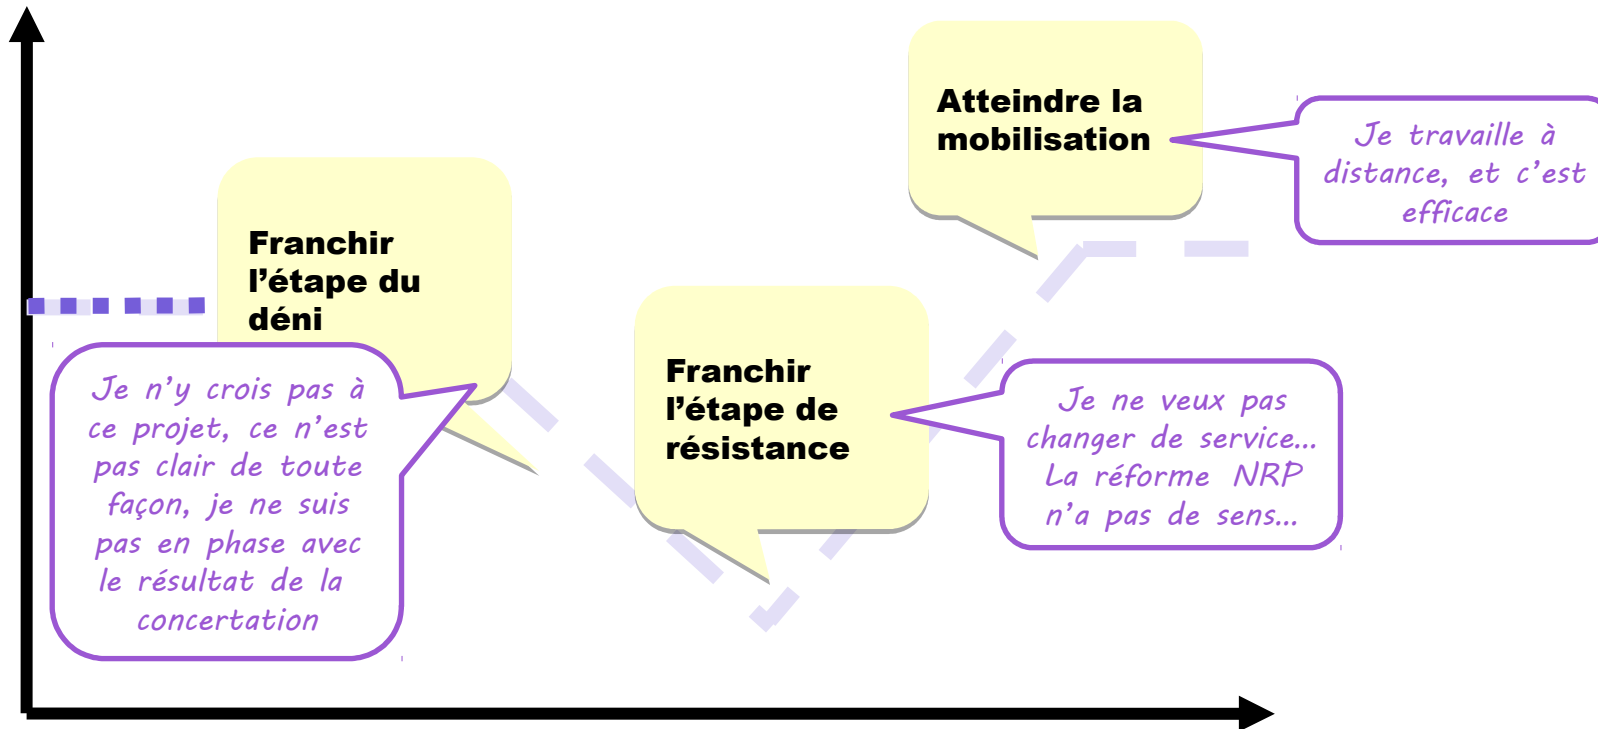 Atteindre la
mobilisation
Je travaille à
distance, et c’est
efficace
Franchir
l’étape du
déni
Je n’y crois pas à
ce projet, ce n’est
pas clair de toute
façon, je ne suis
pas en phase avec
le résultat de la
concertation
Franchir
l’étape de
résistance
Je ne veux pas
changer de service...
La réforme NRP
n’a pas de sens...